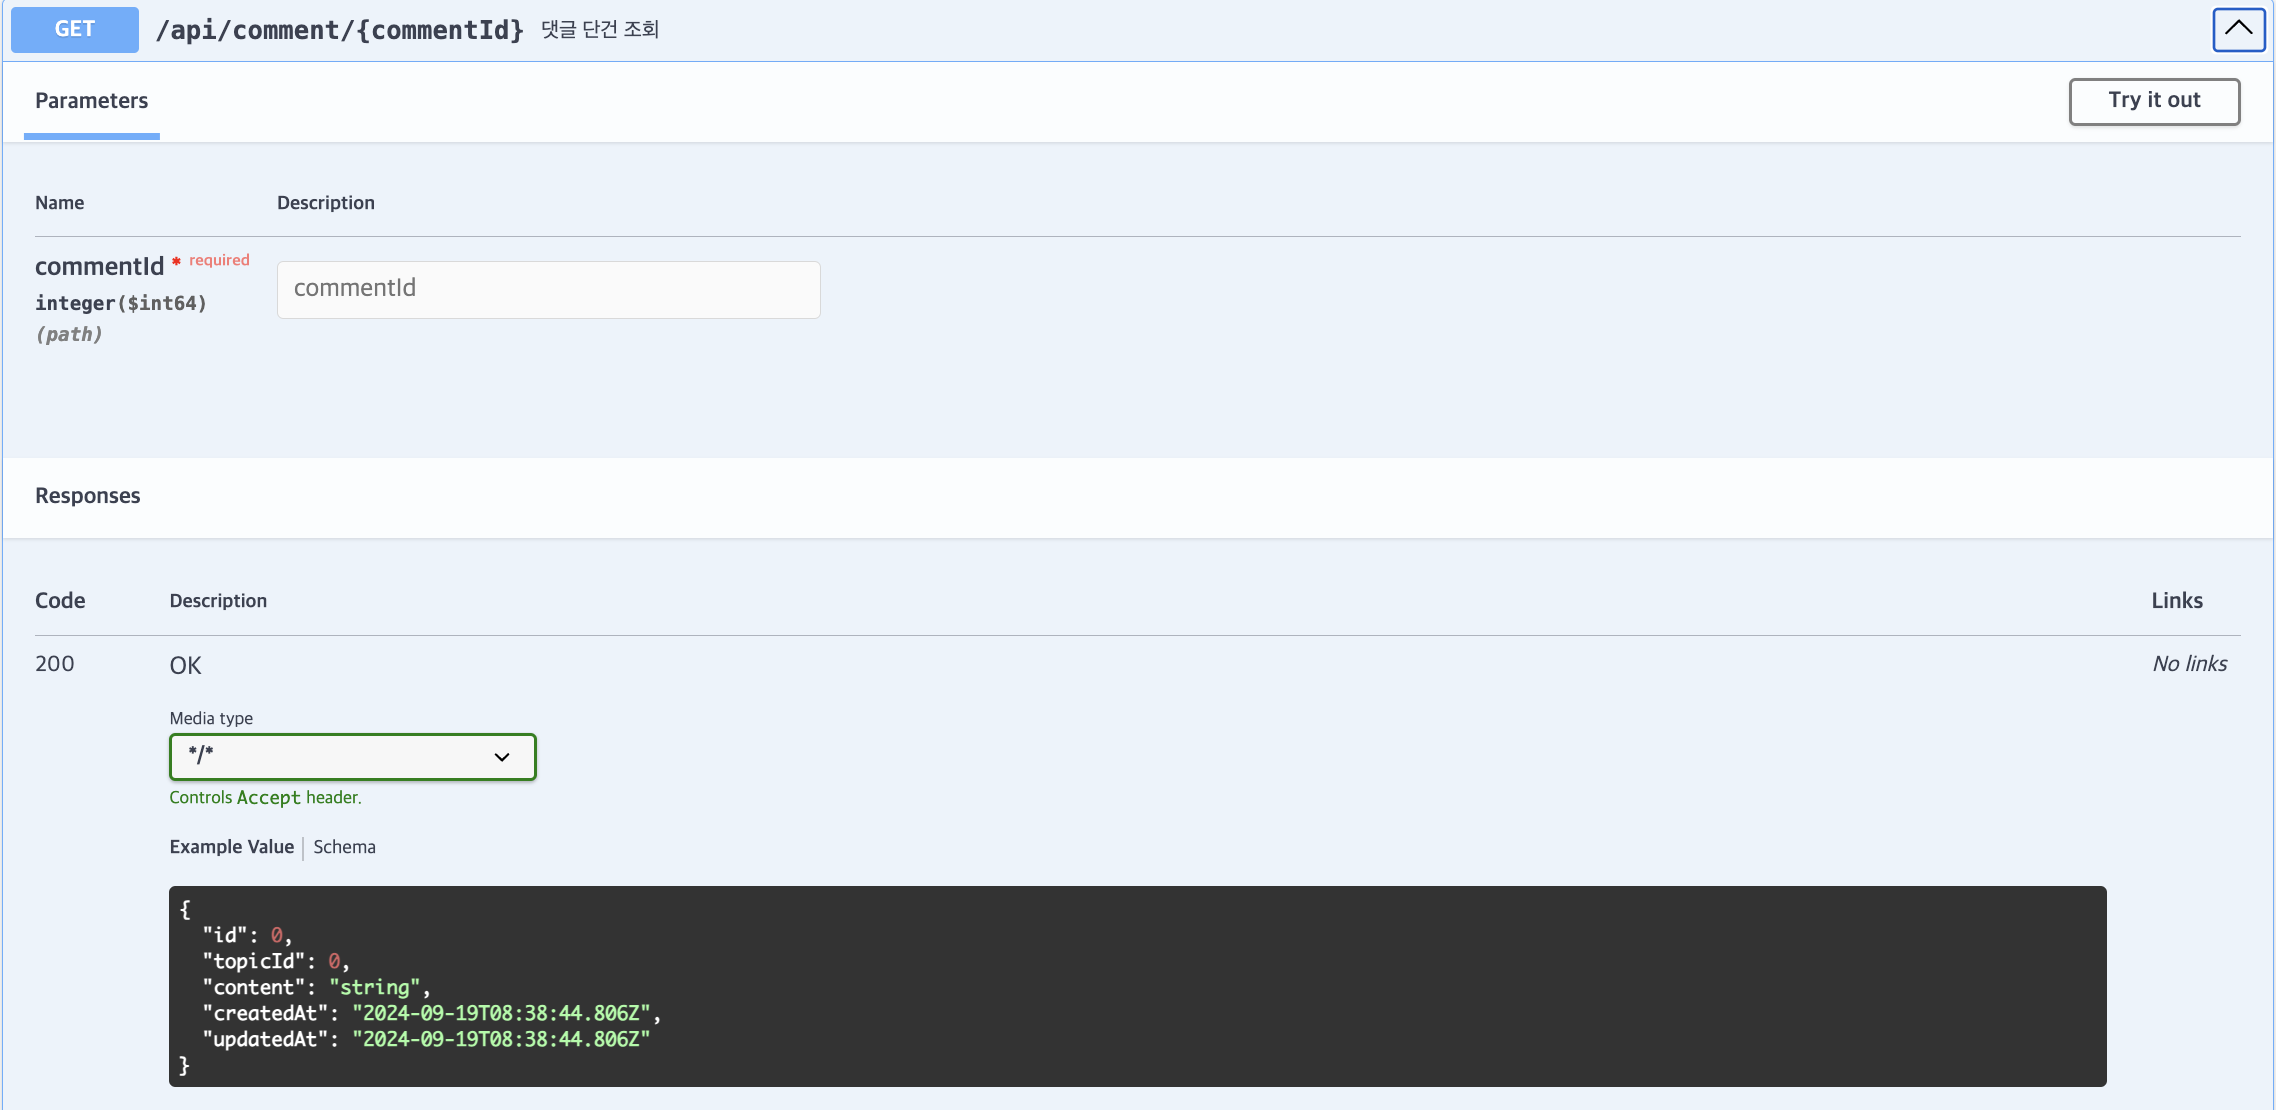 GET /api/comment/{commentId} 댓글 단건 조회
Parameters
Try it out
Name Description
commentId * required
integer($int64)
(path)
commentId
Responses
Code Description Links
200 OK No links
Media type
*/*
Controls Accept header.
Example Value Schema
{
  "id": 0,
  "topicId": 0,
  "content": "string",
  "createdAt": "2024-09-19T08:38:44.806Z",
  "updatedAt": "2024-09-19T08:38:44.806Z"
}